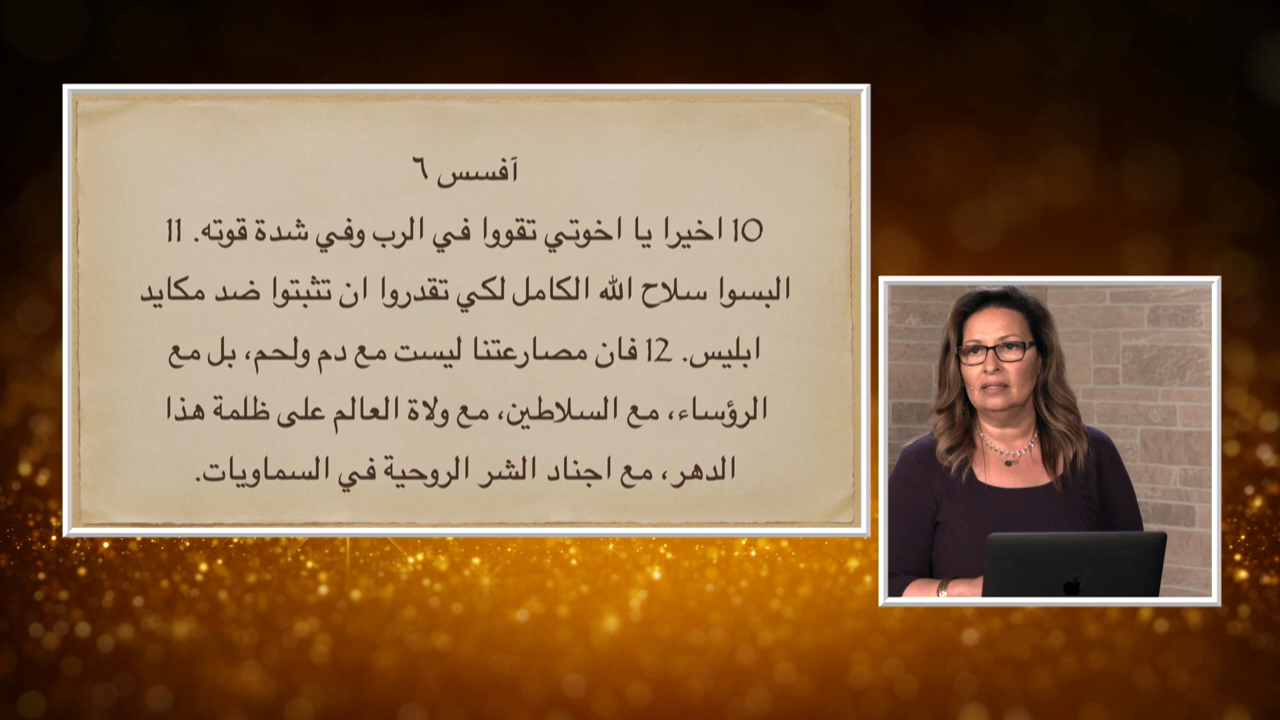 آفسس ٦
10 اخيرا يا اخوتي تقووا في الرب وفي شدة قوته. 11
البسوا سلاح الله الكامل لكي تقدروا ان تثبتوا ضد مكايد
ابليس. 12 فان مصارعتنا ليست مع دم ولحم، بل مع
الرؤساء، مع السلاطين، مع ولاة العالم على ظلمة هذا
الدهر، مع اجناد الشر الروحية في السماويات.